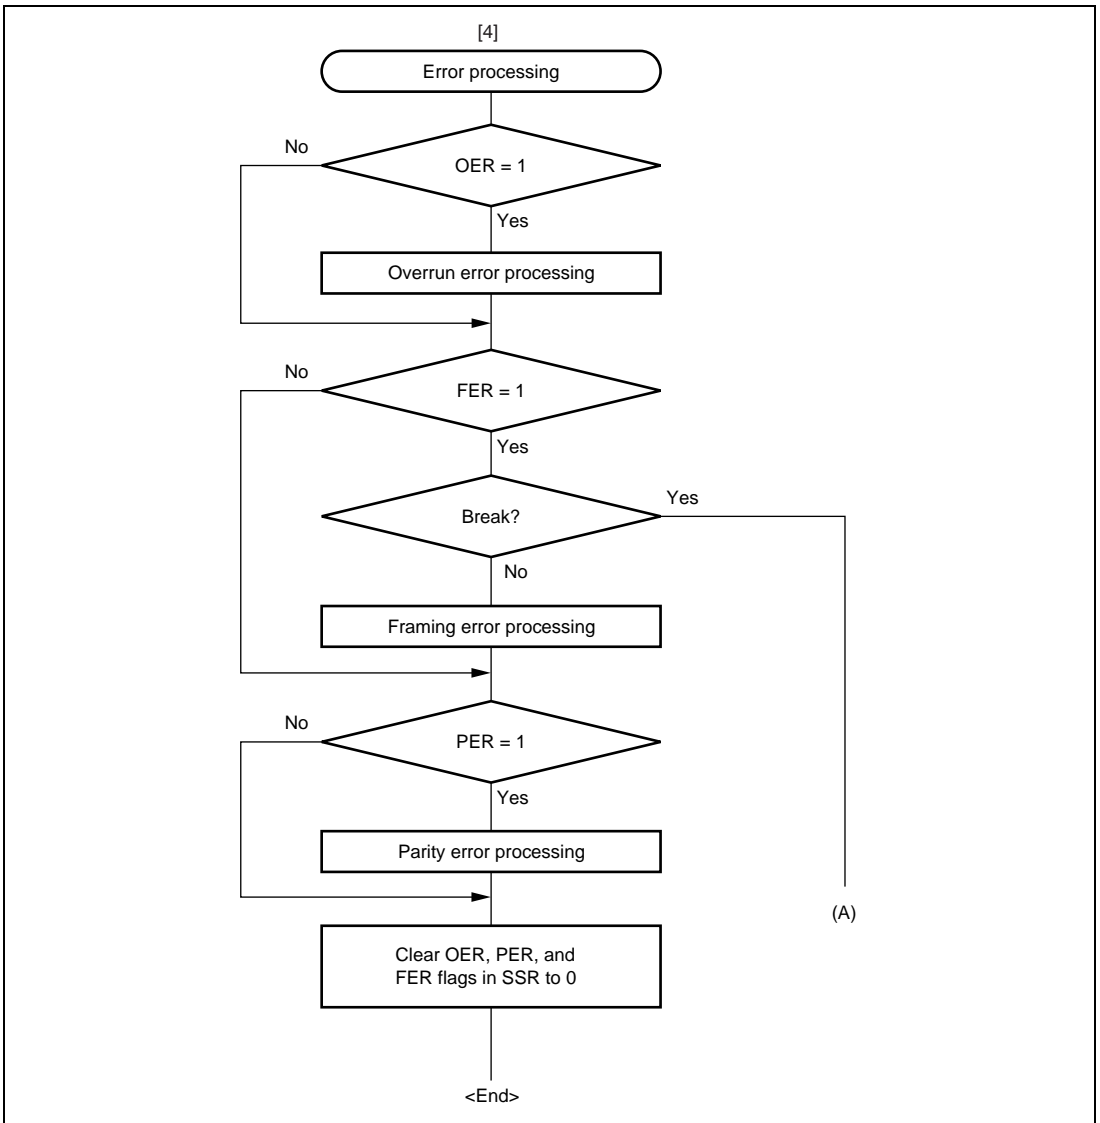 [4]
Error processing
No
OER = 1
Yes
Overrun error processing
No
FER = 1
Yes
Break?
Yes
No
Framing error processing
No
PER = 1
Yes
Parity error processing
(A)
Clear OER, PER, and
FER flags in SSR to 0
<End>